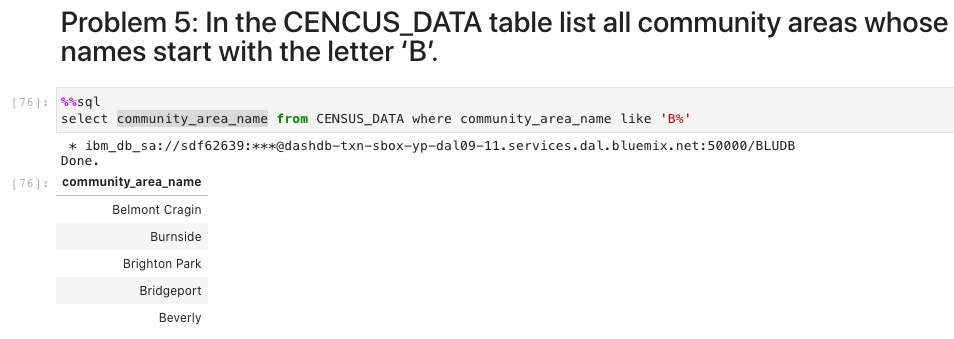 Problem 5: In the CENCUS_DATA table list all community areas whose
names start with the letter ‘B’.
[76]: %%sql
select community_area_name from CENSUS_DATA where community_area_name like 'B%'
* ibm_db_sa://sdf62639:***@dashdb-txn-sbox-yp-dal09-11.services.dal.bluemix.net:50000/BLUDB
Done.
[76]: community_area_name
Belmont Cragin
Burnside
Brighton Park
Bridgeport
Beverly